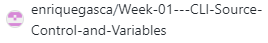 enriquegasca/Week-01---CLI-Source-
Control-and-Variables